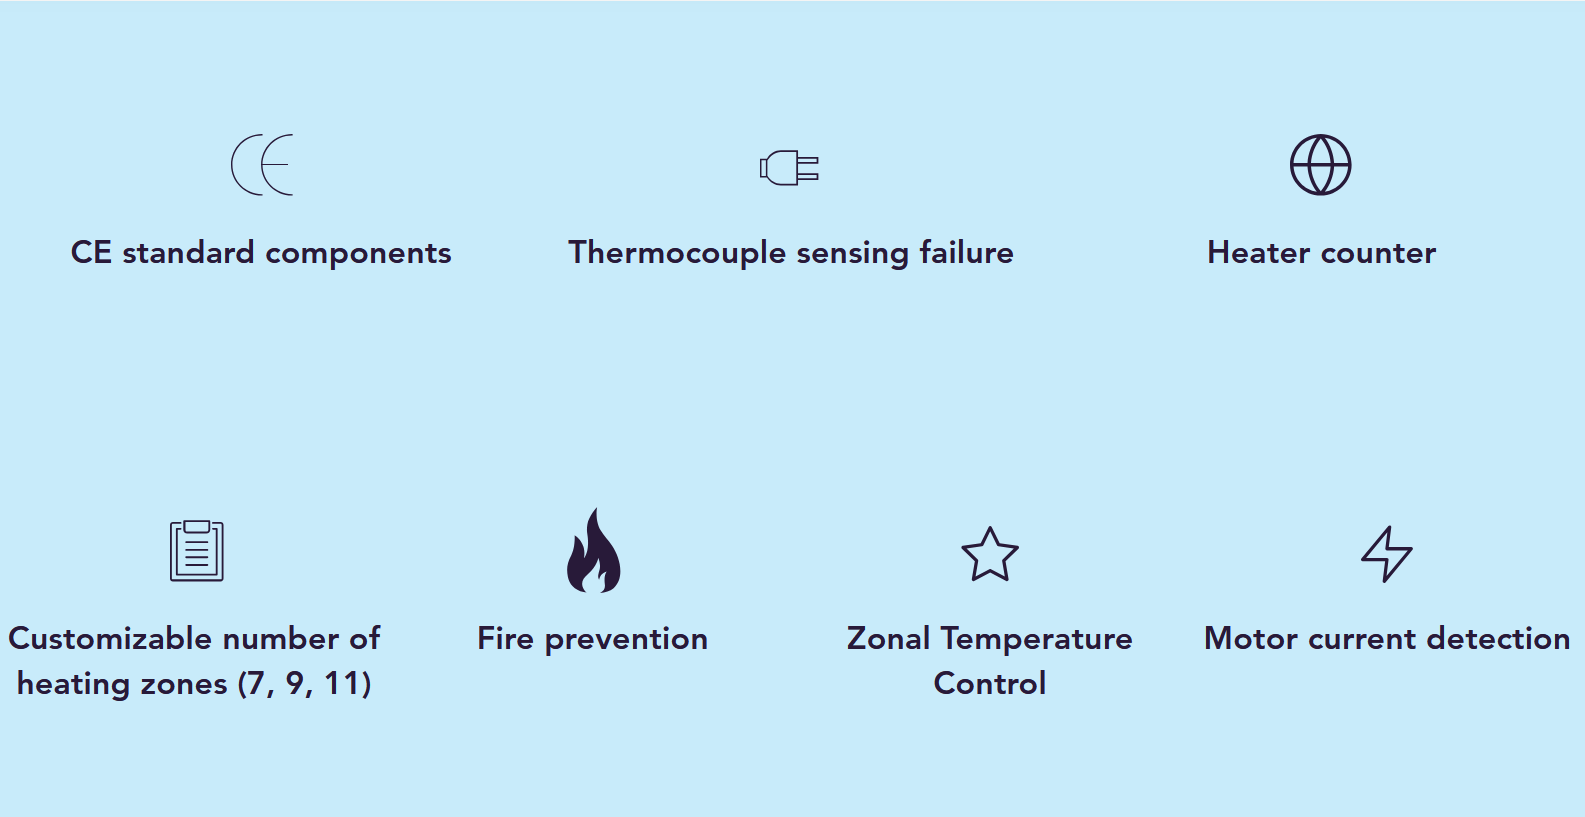 CE standard components
Thermocouple sensing failure
Heater counter
Customizable number of
heating zones (7, 9, 11)
Fire prevention
Zonal Temperature
Control
Motor current detection